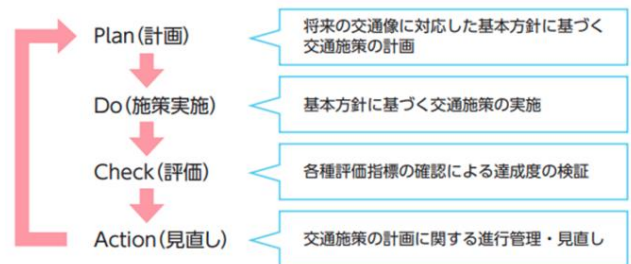 Plan(計画)
将来の交通像に対応した基本方針に基づく
交通施策の計画
Do(施策実施)
基本方針に基づく交通施策の実施
Check(評価)
各種評価指標の確認による達成度の検証
Action(見直し)
交通施策の計画に関する進行管理・見直し